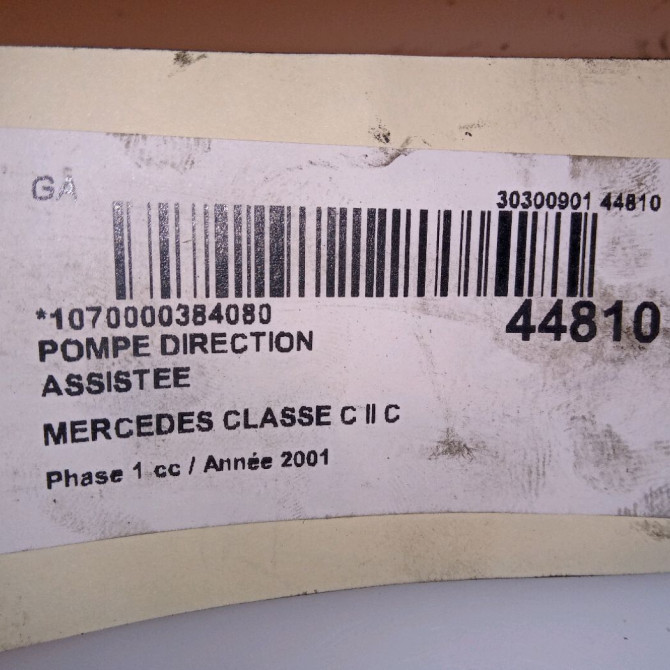 GA
30300901 44810
*1070000384080
44810
POMPE DIRECTION
ASSISTEE
MERCEDES CLASSE C II C
Phase 1 cc / Année 2001